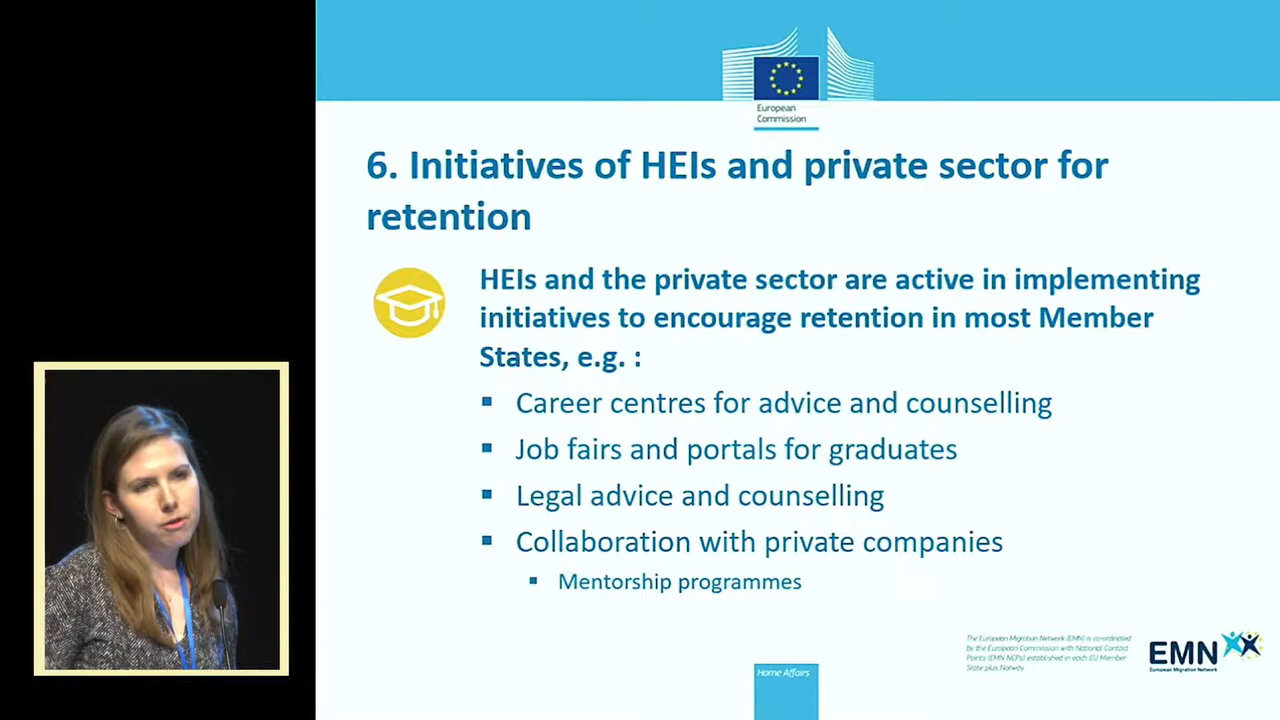 European
Commission
6. Initiatives of HEIs and private sector for
retention
HEIs and the private sector are active in implementing
initiatives to encourage retention in most Member
States, e.g. :
▪ Career centres for advice and counselling
▪ Job fairs and portals for graduates
▪ Legal advice and counselling
▪ Collaboration with private companies
▪ Mentorship programmes
The European Migration Network (EMN) is co-ordinated
by the European Commission with National Contact
Points (EMN NCPs) established in each EU Member
State plus Norway
EMN
European Migration Network
Home Affairs